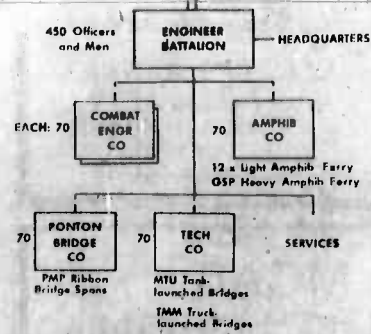 450 Officers
and Men
ENGINEER
BATTALION
HEADQUARTERS
EACH: 70
COMBAT
ENGR
CO
70
AMPHIB
CO
12 x Light Amphib Ferry
GSP Heavy Amphib Ferry
70
PONTON
BRIDGE
CO
70
TECH
CO
SERVICES
PMP Ribbon
Bridge Spans
MTU Tank-
launched Bridges
TMM Truck-
launched Bridges